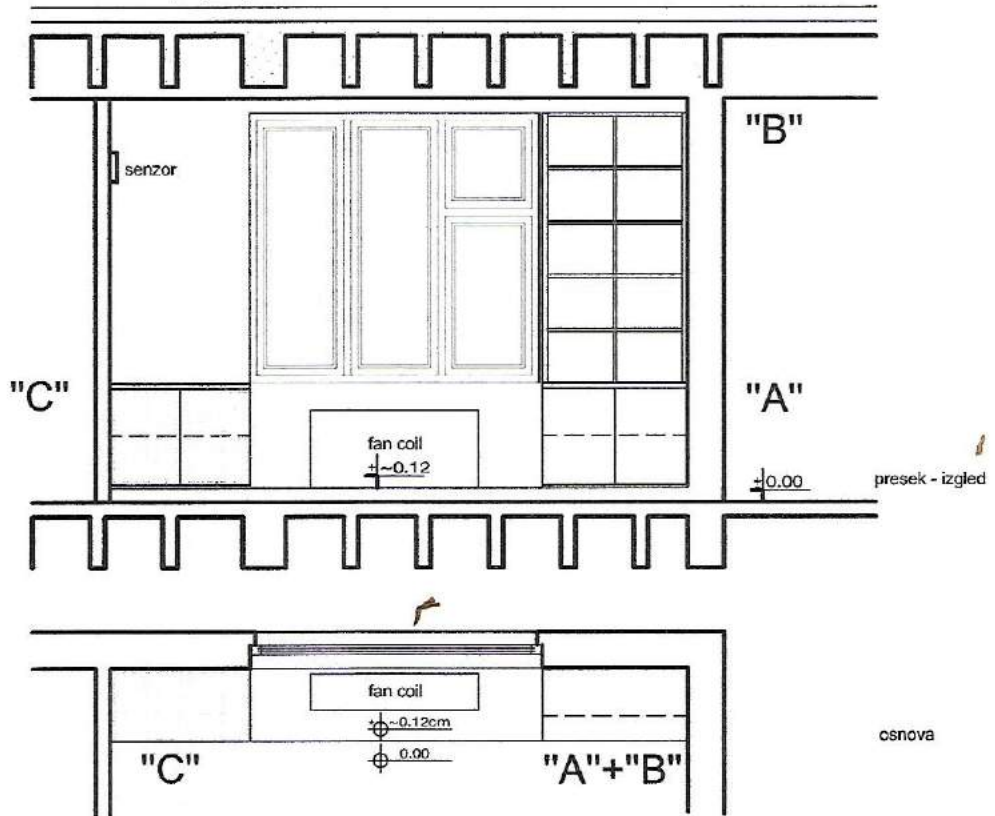 "B"
senzor
"C"
"A"
fan coil
+ ~0.12
±0.00
presek - izgled
fan coil
+ ~0.12cm
0.00
osnova
"C"
"A"+"B"